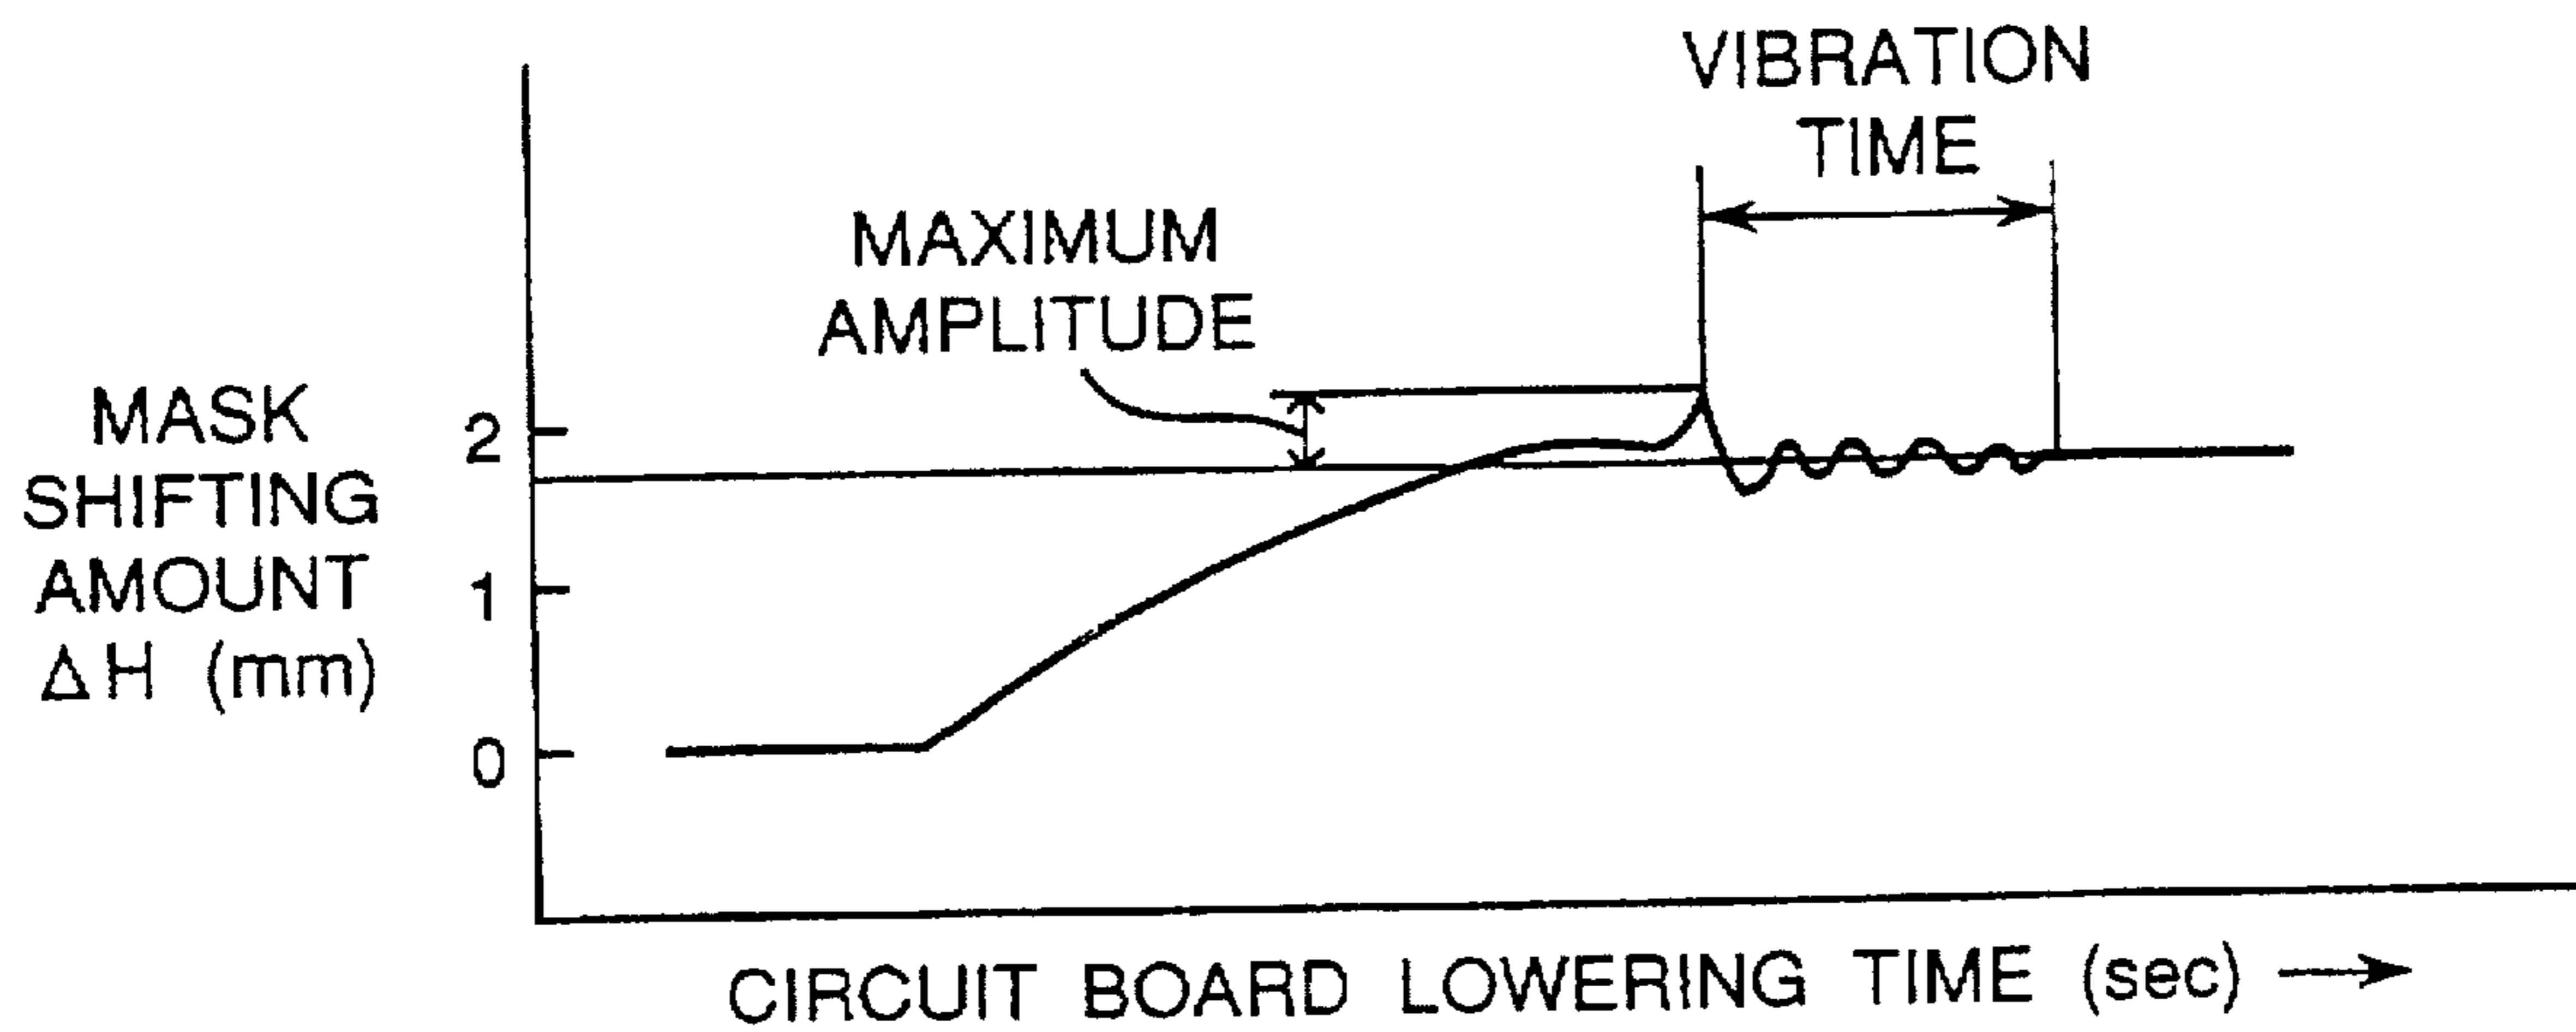 VIBRATION
TIME
MAXIMUM
AMPLITUDE
MASK
SHIFTING
AMOUNT
ΔH (mm)
2
1
0
CIRCUIT BOARD LOWERING TIME (sec)